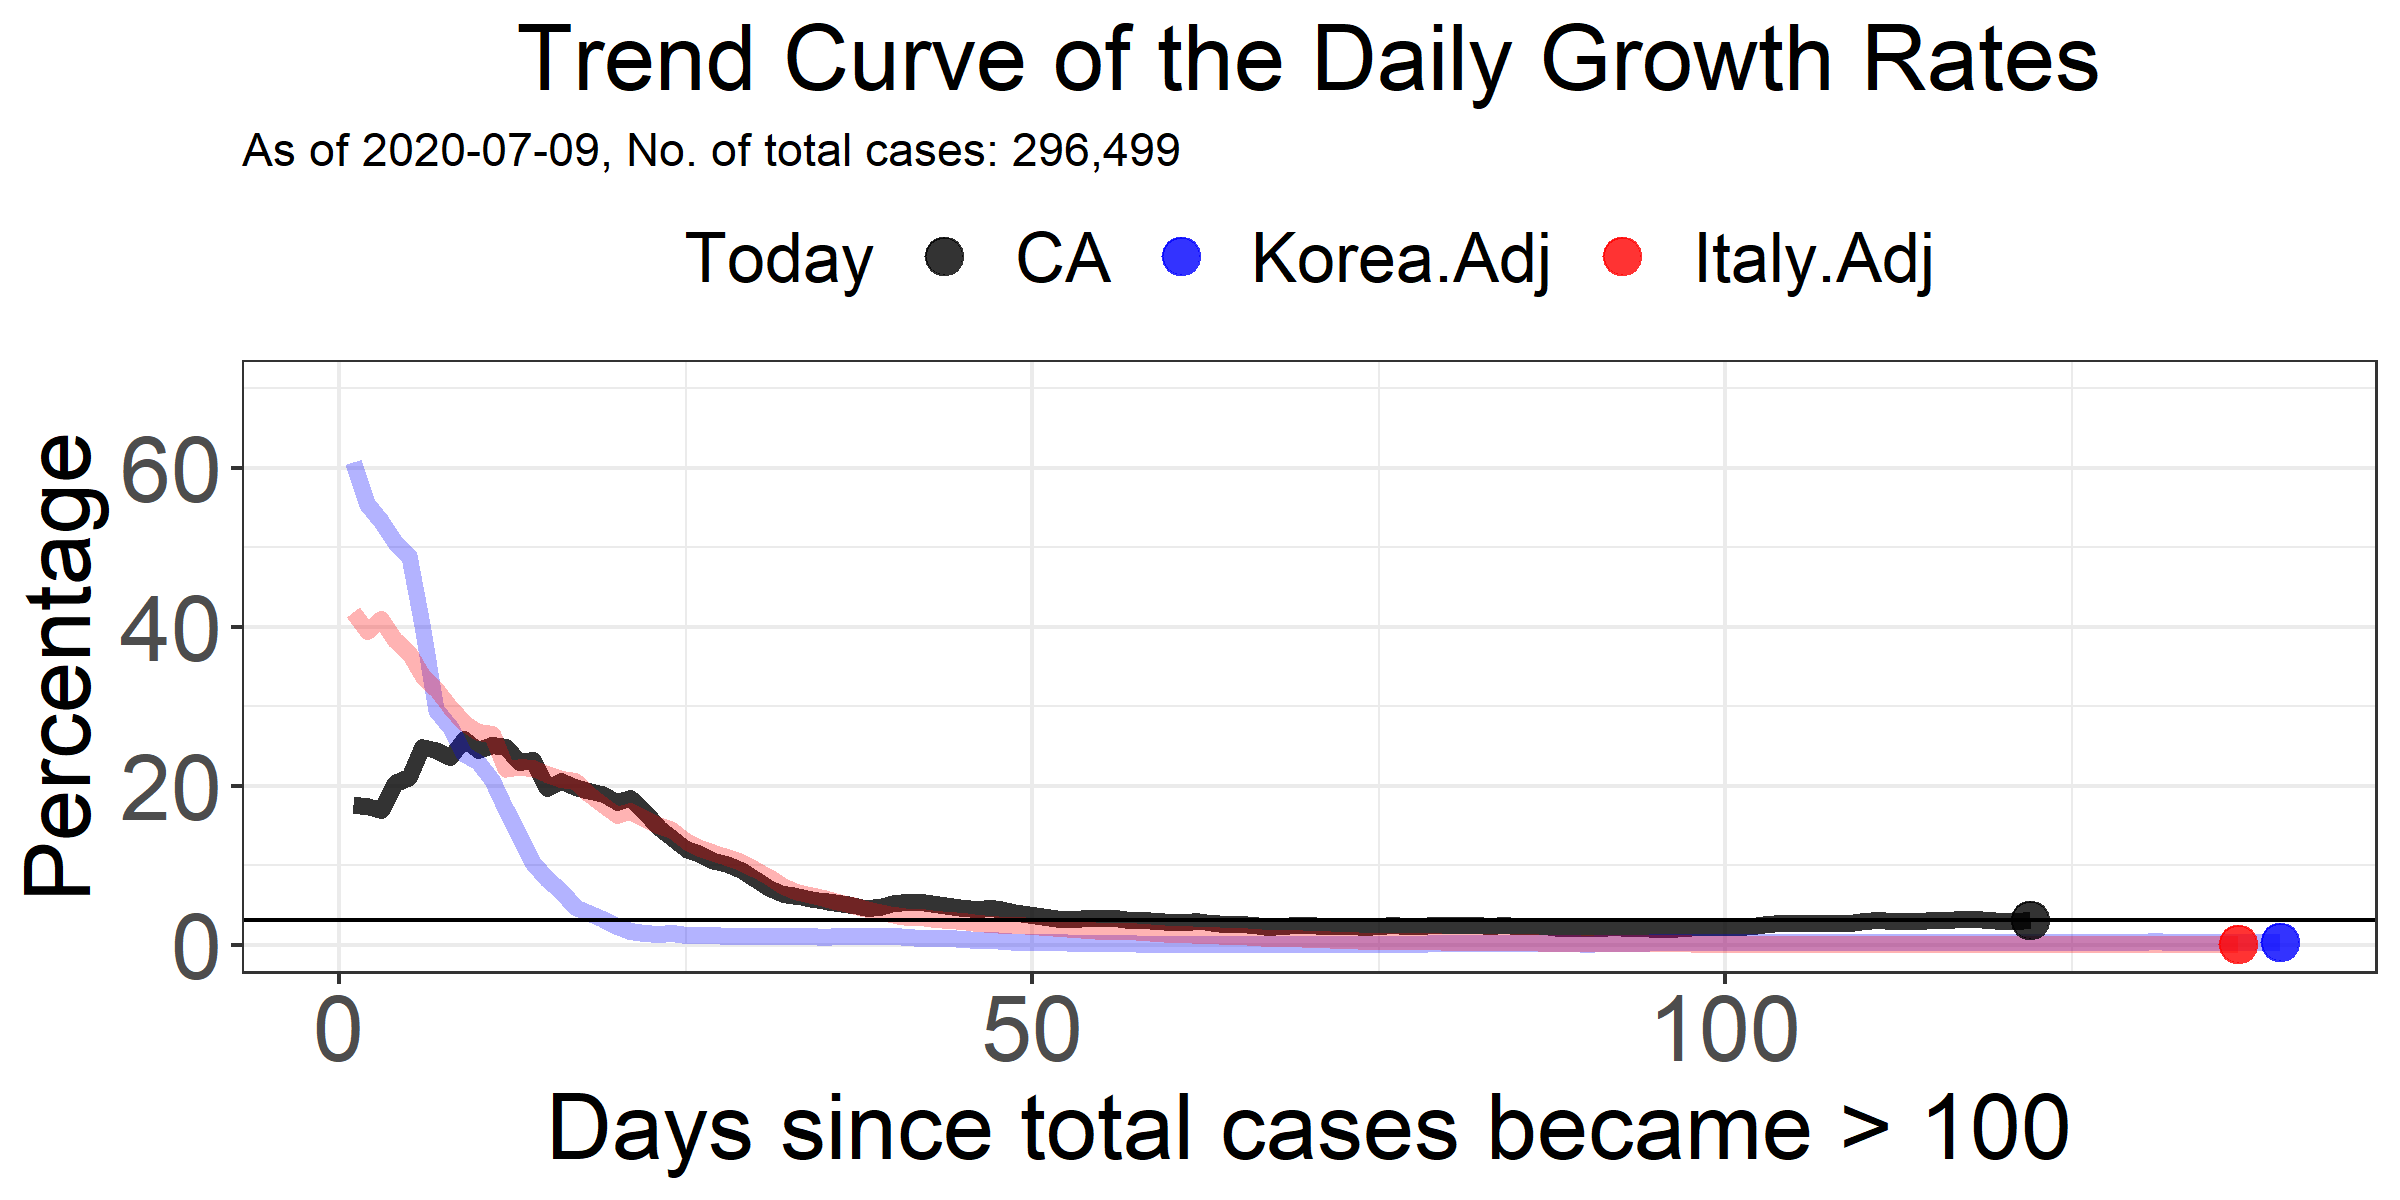 Trend Curve of the Daily Growth Rates
As of 2020-07-09, No. of total cases: 296,499
Today CA Korea.Adj Italy.Adj
Percentage
60
40
20
0
0 50 100
Days since total cases became > 100